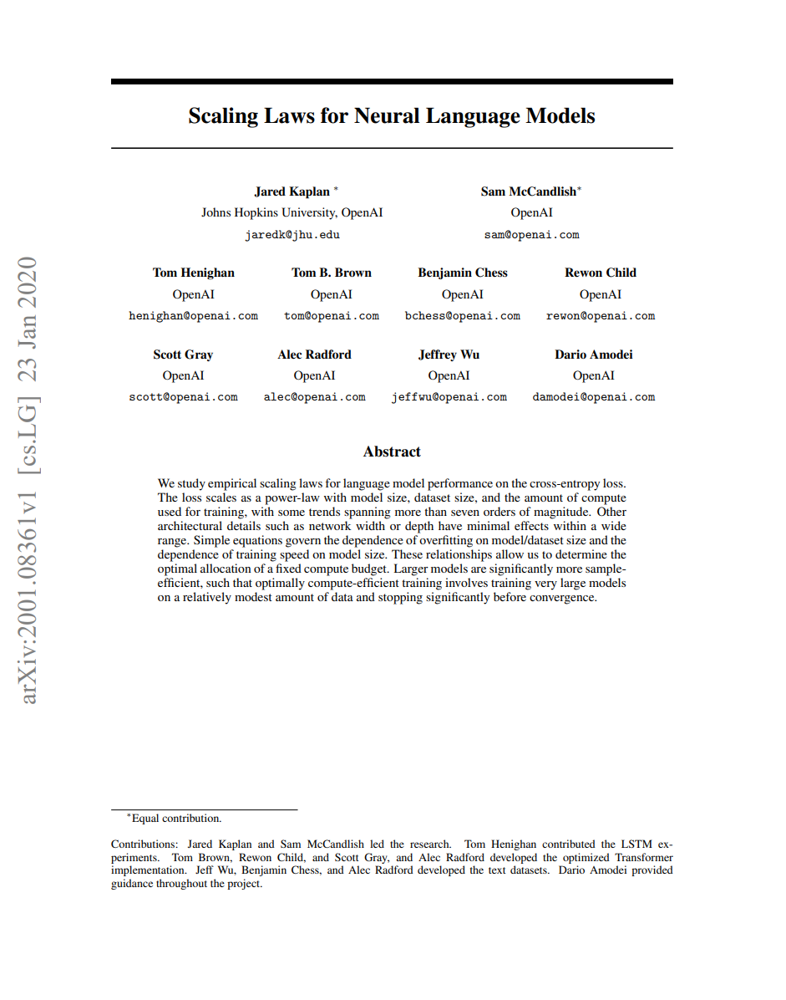 Scaling Laws for Neural Language Models
Jared Kaplan * Sam McCandlish*
Johns Hopkins University, OpenAI OpenAI
jaredk@jhu.edu sam@openai.com
Tom Henighan Tom B. Brown Benjamin Chess Rewon Child
OpenAI OpenAI OpenAI OpenAI
henighan@openai.com tom@openai.com bchess@openai.com rewon@openai.com
Scott Gray Alec Radford Jeffrey Wu Dario Amodei
OpenAI OpenAI OpenAI OpenAI
scott@openai.com alec@openai.com jeffwu@openai.com damodei@openai.com
Abstract
We study empirical scaling laws for language model performance on the cross-entropy loss.
The loss scales as a power-law with model size, dataset size, and the amount of compute
used for training, with some trends spanning more than seven orders of magnitude. Other
architectural details such as network width or depth have minimal effects within a wide
range. Simple equations govern the dependence of overfitting on model/dataset size and the
dependence of training speed on model size. These relationships allow us to determine the
optimal allocation of a fixed compute budget. Larger models are significantly more sample-
efficient, such that optimally compute-efficient training involves training very large models
on a relatively modest amount of data and stopping significantly before convergence.
*Equal contribution.
Contributions: Jared Kaplan and Sam McCandlish led the research. Tom Henighan contributed the LSTM ex-
periments. Tom Brown, Rewon Child, and Scott Gray, and Alec Radford developed the optimized Transformer
implementation. Jeff Wu, Benjamin Chess, and Alec Radford developed the text datasets. Dario Amodei provided
guidance throughout the project.
arXiv:2001.08361v1 [cs.LG] 23 Jan 2020